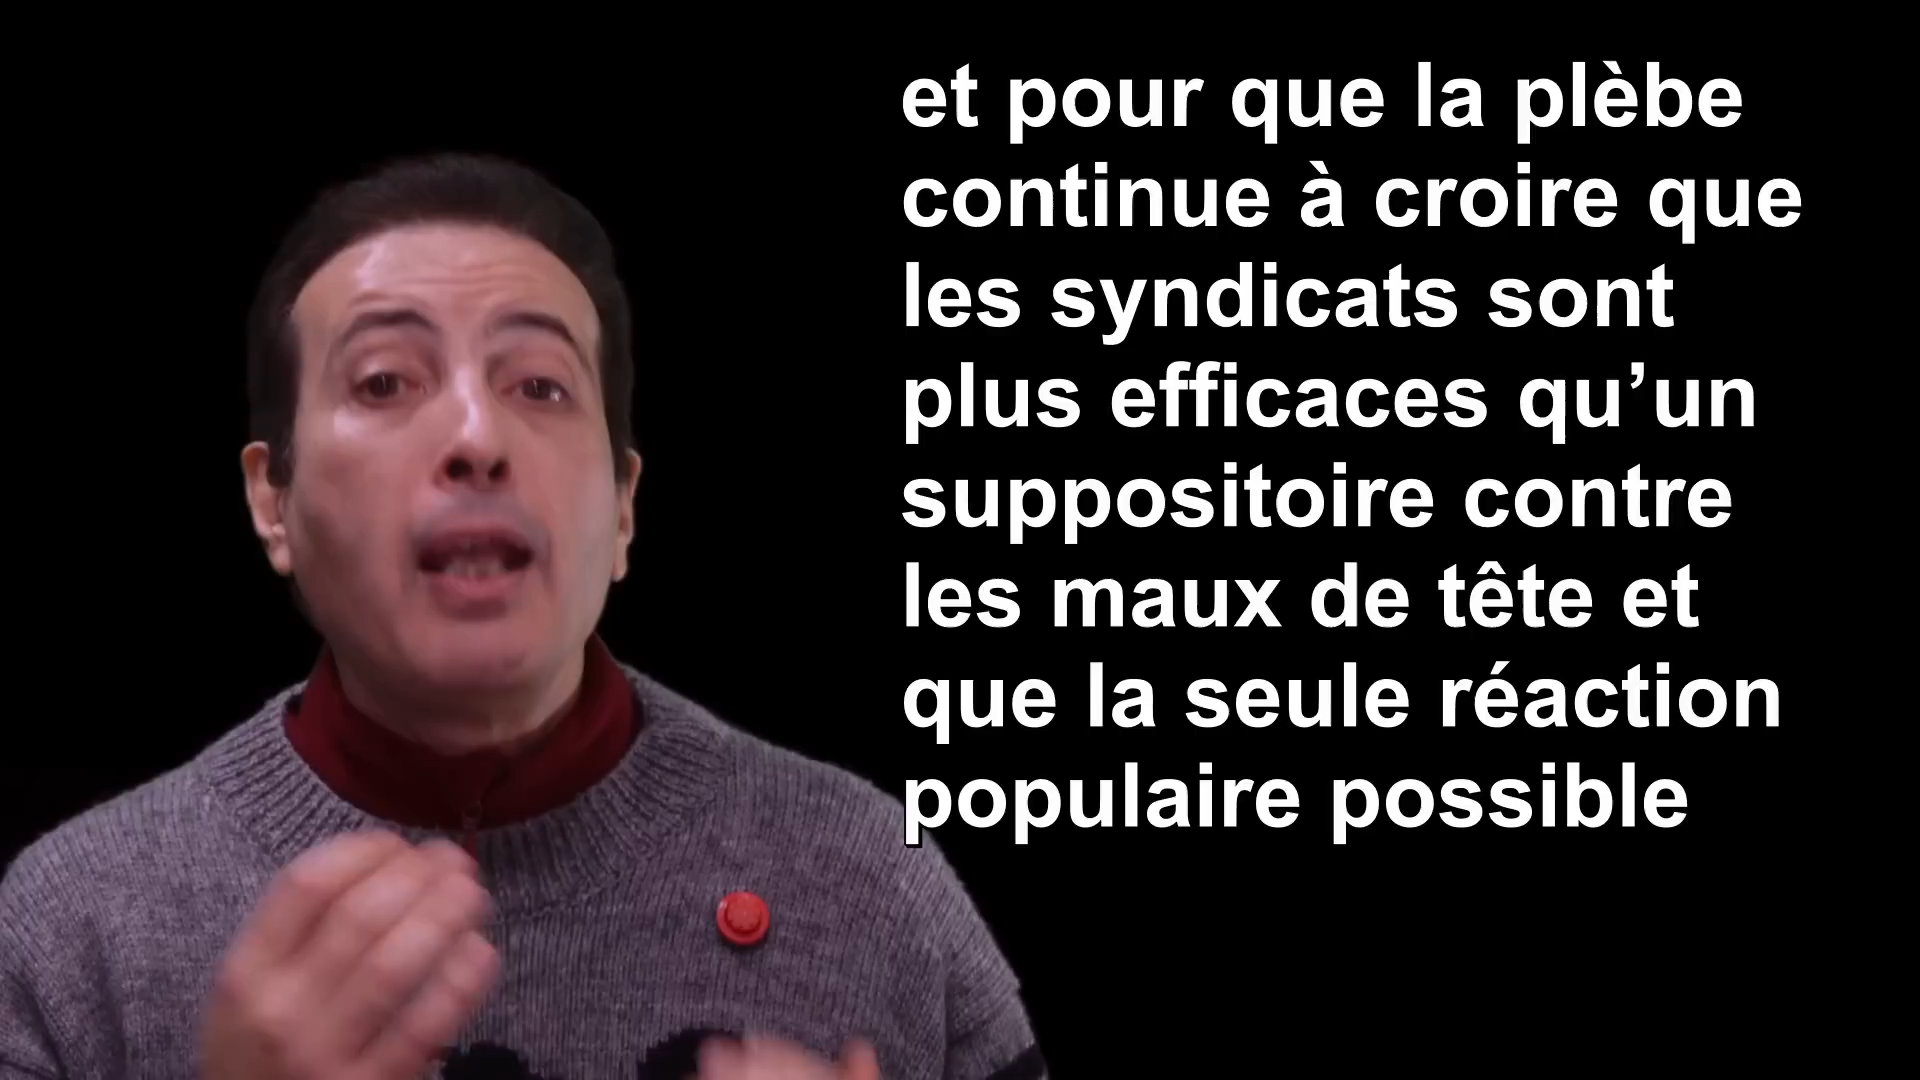 et pour que la plèbe
continue à croire que
les syndicats sont
plus efficaces qu’un
suppositoire contre
les maux de tête et
que la seule réaction
populaire possible